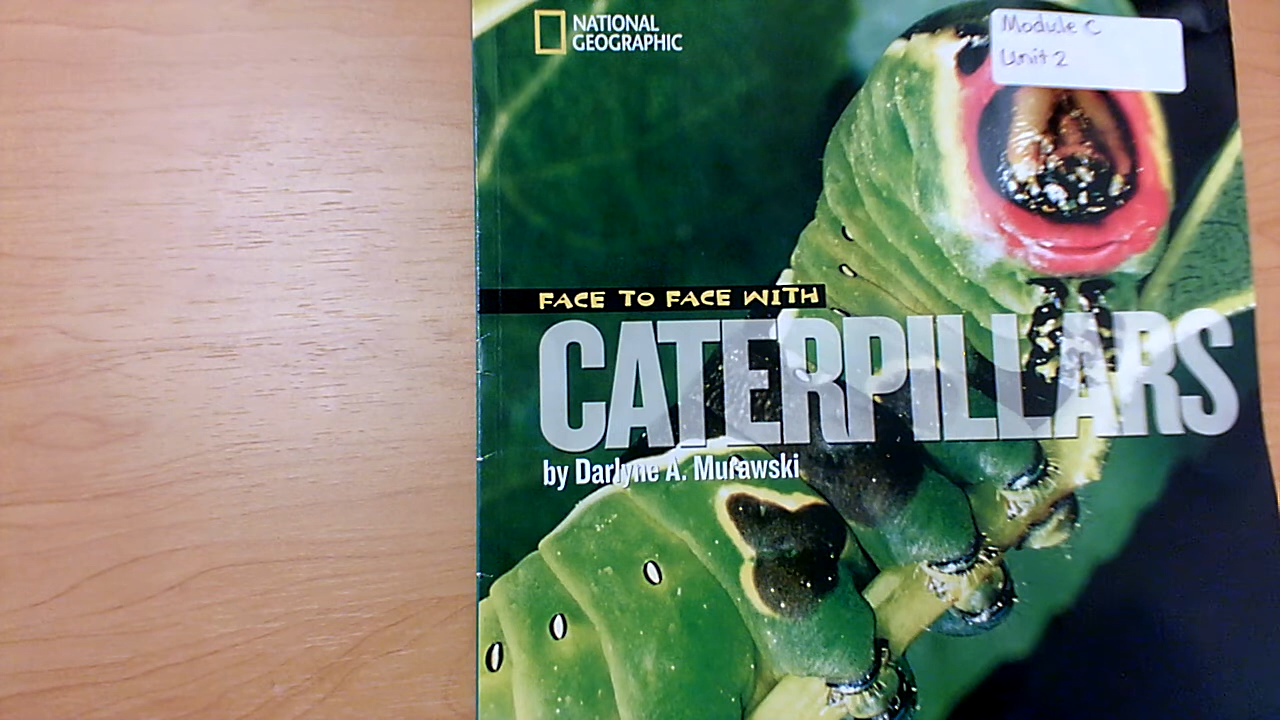 NATIONAL
GEOGRAPHIC
Module C
Unit 2
FACE TO FACE WITH
CATERPILLARS
by Darlyne A. Murawski